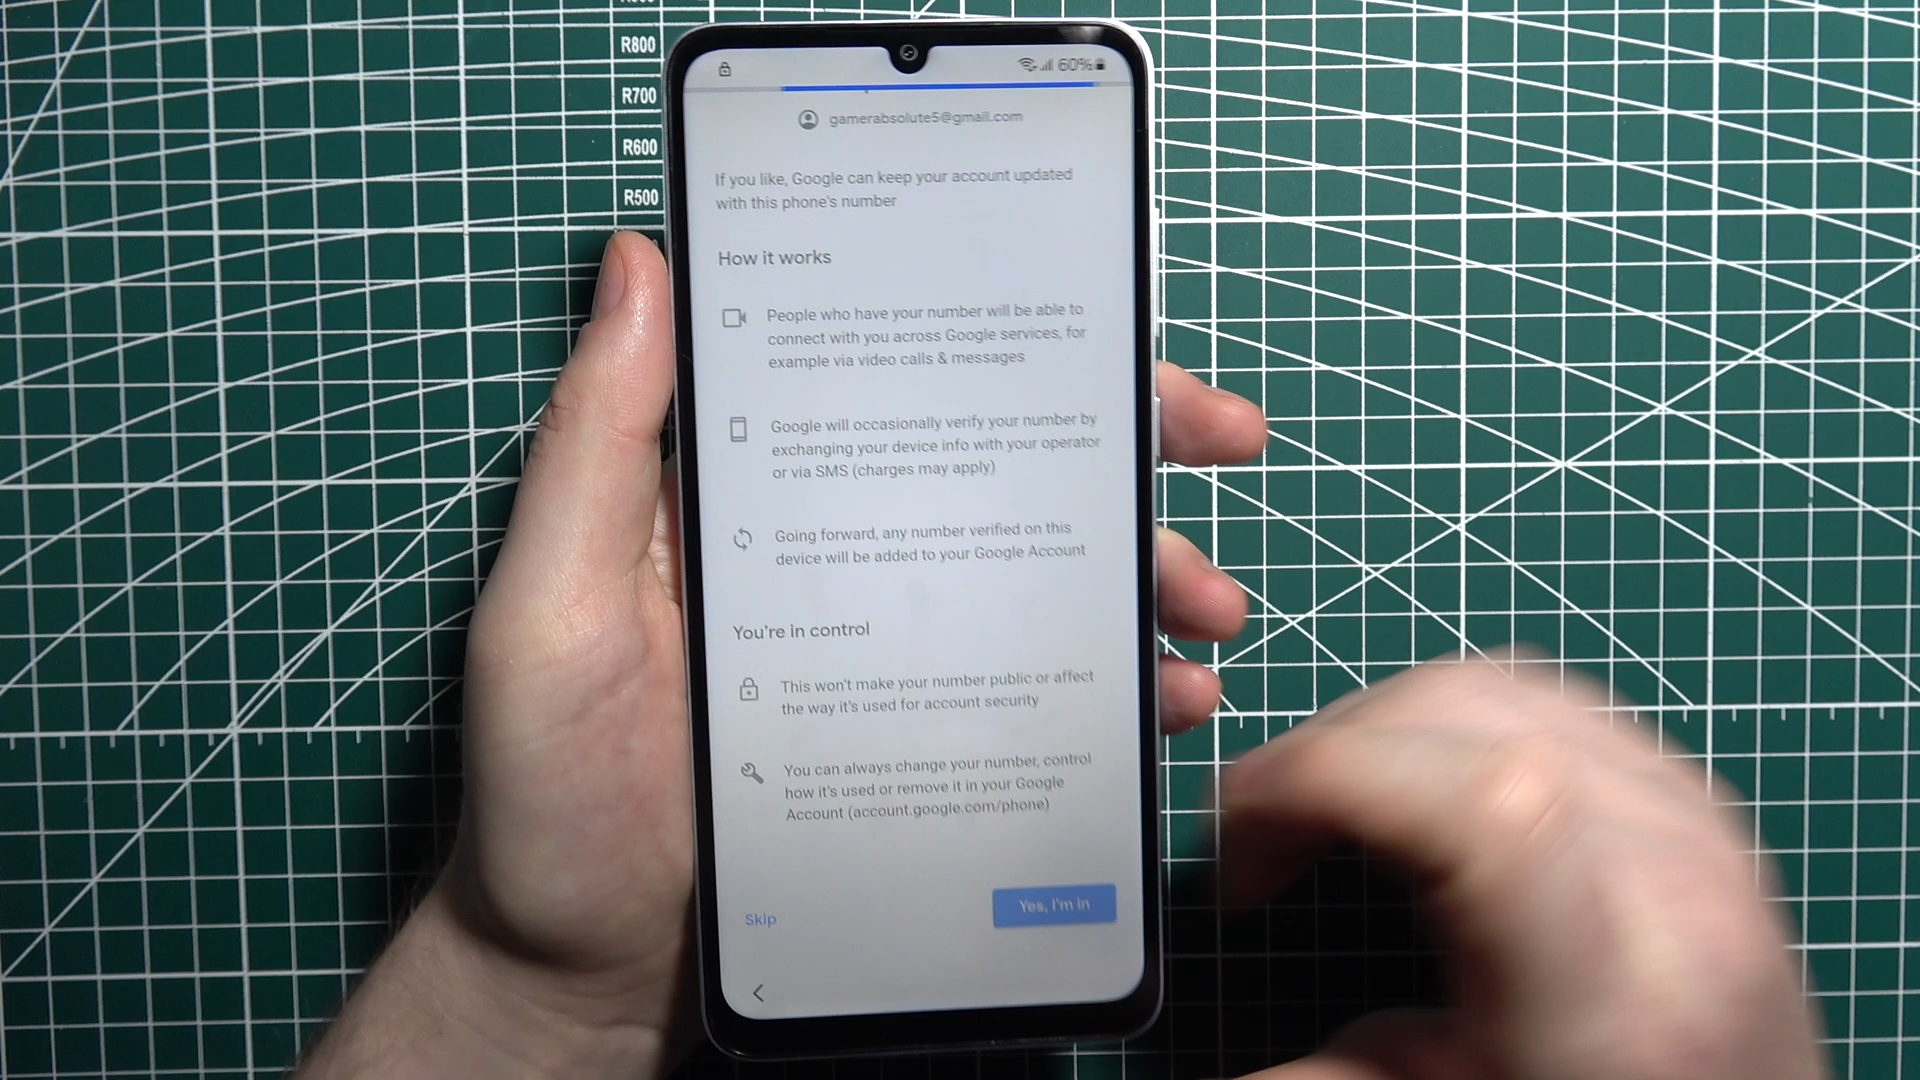 R800
R700
R600
R500
60%
gamerabsolute5@gmail.com
If you like, Google can keep your account updated
with this phone's number
How it works
People who have your number will be able to
connect with you across Google services, for
example via video calls & messages
Google will occasionally verify your number by
exchanging your device info with your operator
or via SMS (charges may apply)
Going forward, any number verified on this
device will be added to your Google Account
You're in control
This won't make your number public or affect
the way it's used for account security
You can always change your number, control
how it's used or remove it in your Google
Account (account.google.com/phone)
Skip
Yes, I'm in